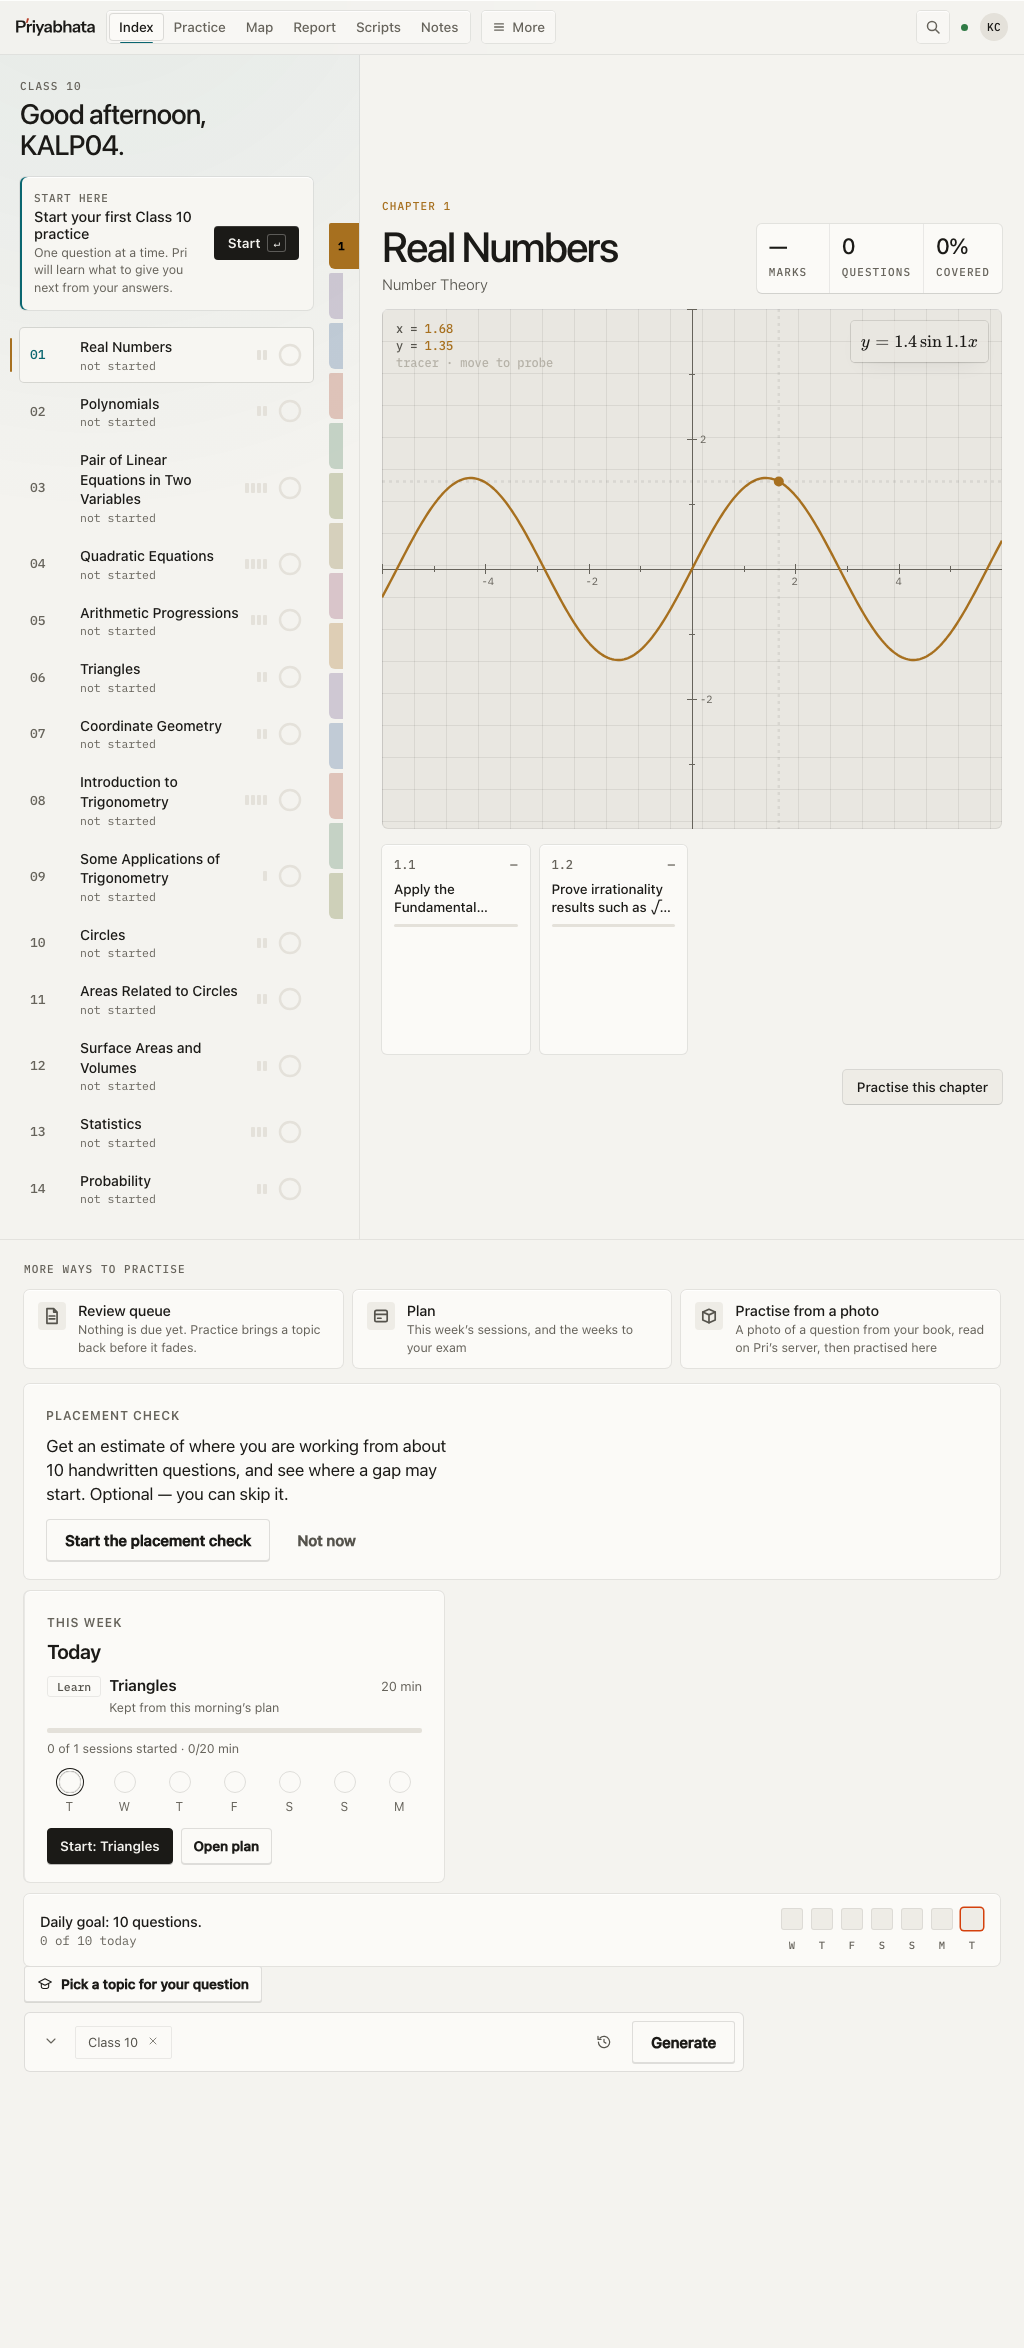 Priyabhata
Index
Practice
Map
Report
Scripts
Notes
More
KC
CLASS 10
Good afternoon,
KALP04.
START HERE
Start your first Class 10
practice
One question at a time. Pri
will learn what to give you
next from your answers.
Start ↵
01
Real Numbers
not started
02
Polynomials
not started
03
Pair of Linear
Equations in Two
Variables
not started
04
Quadratic Equations
not started
05
Arithmetic Progressions
not started
06
Triangles
not started
07
Coordinate Geometry
not started
08
Introduction to
Trigonometry
not started
09
Some Applications of
Trigonometry
not started
10
Circles
not started
11
Areas Related to Circles
not started
12
Surface Areas and
Volumes
not started
13
Statistics
not started
14
Probability
not started
1
CHAPTER 1
Real Numbers
Number Theory
—
MARKS
0
QUESTIONS
0%
COVERED
x = 1.68
y = 1.35
tracer · move to probe
y = 1.4 sin 1.1x
2
-4
-2
2
4
-2
1.1 —
Apply the
Fundamental...
1.2 —
Prove irrationality
results such as √...
Practise this chapter
MORE WAYS TO PRACTISE
Review queue
Nothing is due yet. Practice brings a topic
back before it fades.
Plan
This week's sessions, and the weeks to
your exam
Practise from a photo
A photo of a question from your book, read
on Pri's server, then practised here
PLACEMENT CHECK
Get an estimate of where you are working from about
10 handwritten questions, and see where a gap may
start. Optional — you can skip it.
Start the placement check
Not now
THIS WEEK
Today
Learn
Triangles
20 min
Kept from this morning's plan
0 of 1 sessions started · 0/20 min
T W T F S S M
Start: Triangles
Open plan
Daily goal: 10 questions.
0 of 10 today
W T F S S M T
Pick a topic for your question
Class 10 ×
Generate